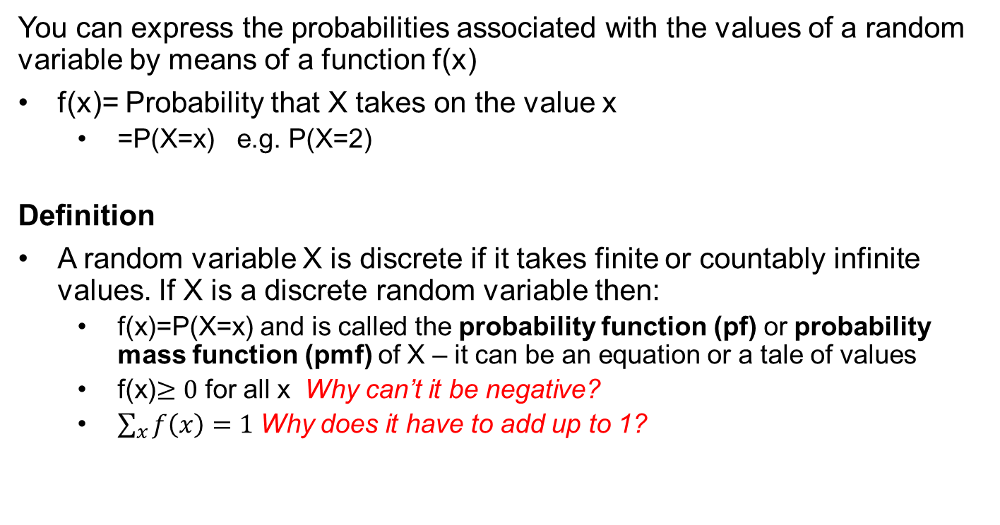 You can express the probabilities associated with the values of a random
variable by means of a function f(x)
• f(x)= Probability that X takes on the value x
• =P(X=x) e.g. P(X=2)
Definition
• A random variable X is discrete if it takes finite or countably infinite
values. If X is a discrete random variable then:
• f(x)=P(X=x) and is called the probability function (pf) or probability
mass function (pmf) of X – it can be an equation or a tale of values
• f(x)≥ 0 for all x Why can’t it be negative?
• ∑ₓ f(x) = 1 Why does it have to add up to 1?